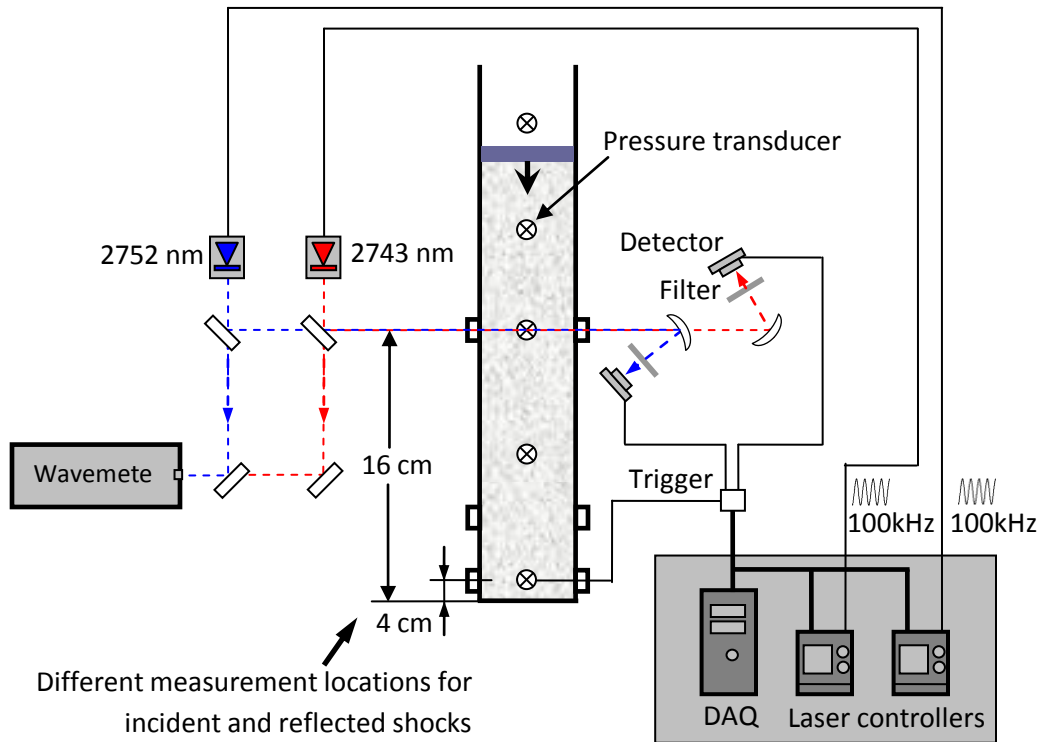 Pressure transducer
2752 nm
2743 nm
Detector
Filter
Wavemete
16 cm
Trigger
100kHz
100kHz
4 cm
Different measurement locations for
incident and reflected shocks
DAQ
Laser controllers